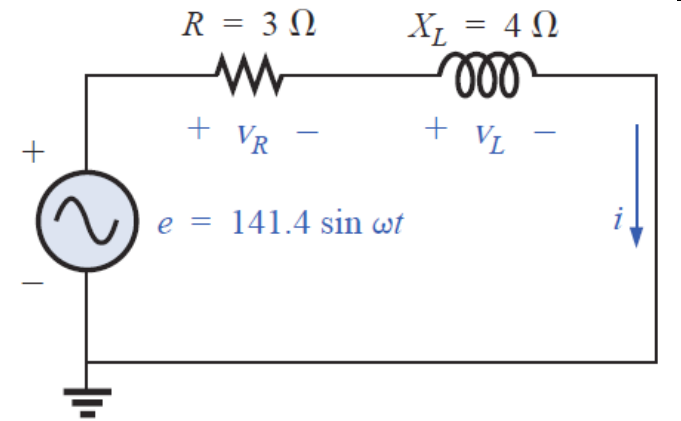 R = 3 Ω
X_L = 4 Ω
+ v_R −
+ v_L −
+
e = 141.4 sin ωt
i
−